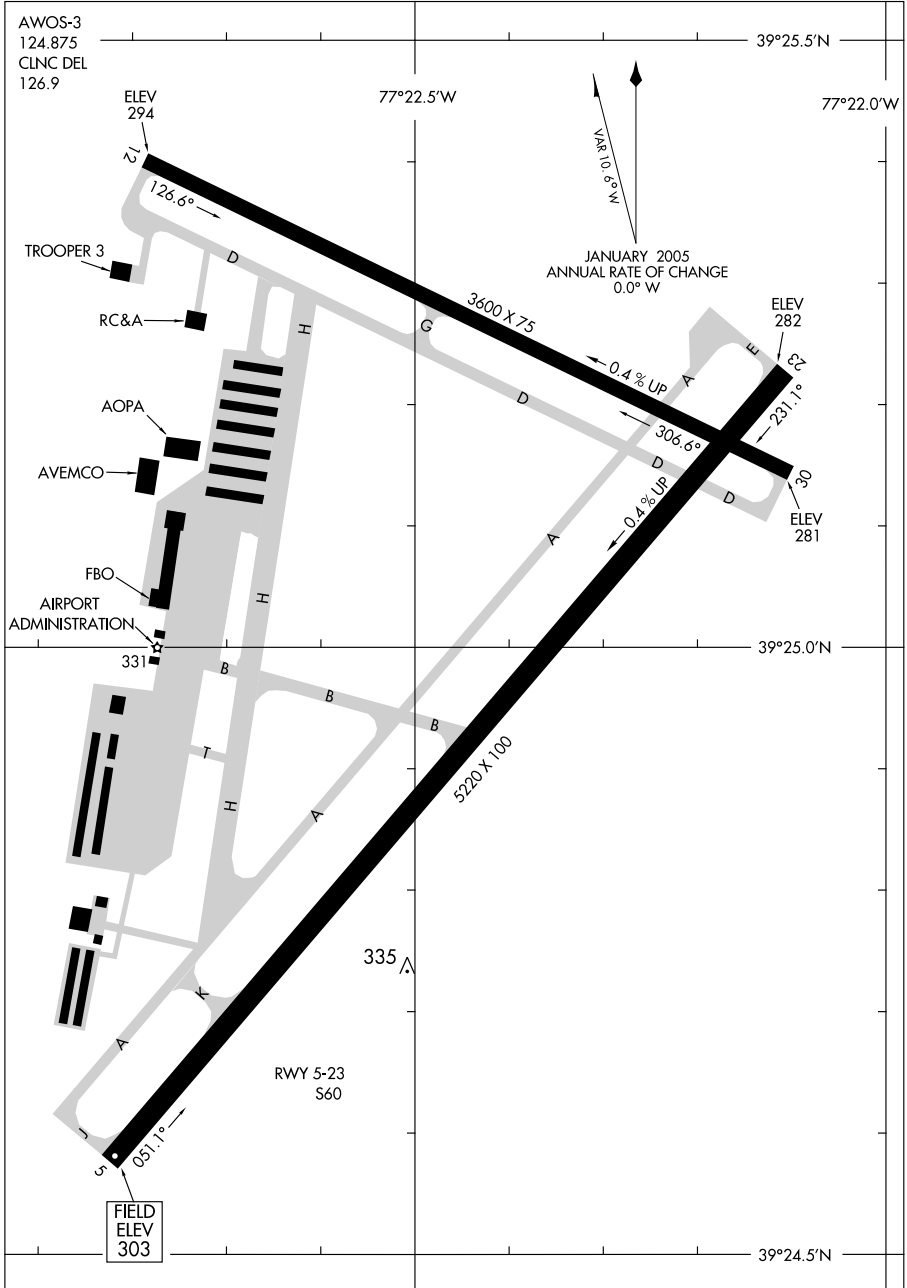 AWOS-3
124.875
CLNC DEL
126.9
39°25.5'N
77°22.5'W
77°22.0'W
ELEV
294
12
126.6°
VAR 10.6° W
JANUARY 2005
ANNUAL RATE OF CHANGE
0.0° W
TROOPER 3
D
RC&A
H
G
3600 X 75
ELEV
282
E
23
A
0.4 % UP
231.1°
D
306.6°
AOPA
AVEMCO
D
30
D
ELEV
281
0.4 % UP
A
FBO
H
AIRPORT
ADMINISTRATION
331
39°25.0'N
B
B
B
T
5220 X 100
H
A
335
K
A
RWY 5-23
S60
J
051.1°
5
FIELD
ELEV
303
39°24.5'N